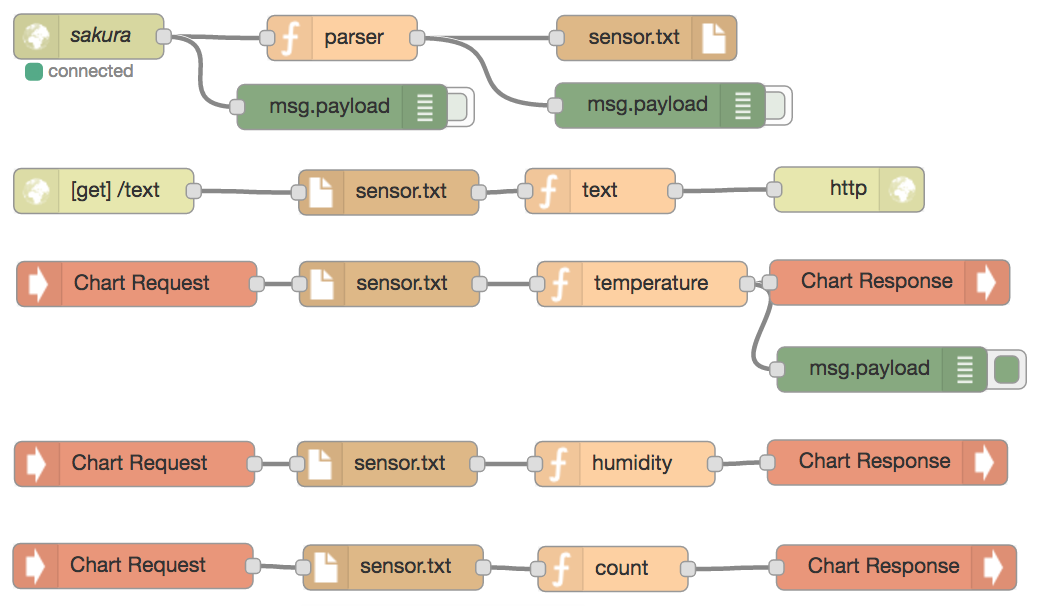 sakura
parser
sensor.txt
connected
msg.payload
msg.payload
[get] /text
sensor.txt
text
http
Chart Request
sensor.txt
temperature
Chart Response
msg.payload
Chart Request
sensor.txt
humidity
Chart Response
Chart Request
sensor.txt
count
Chart Response